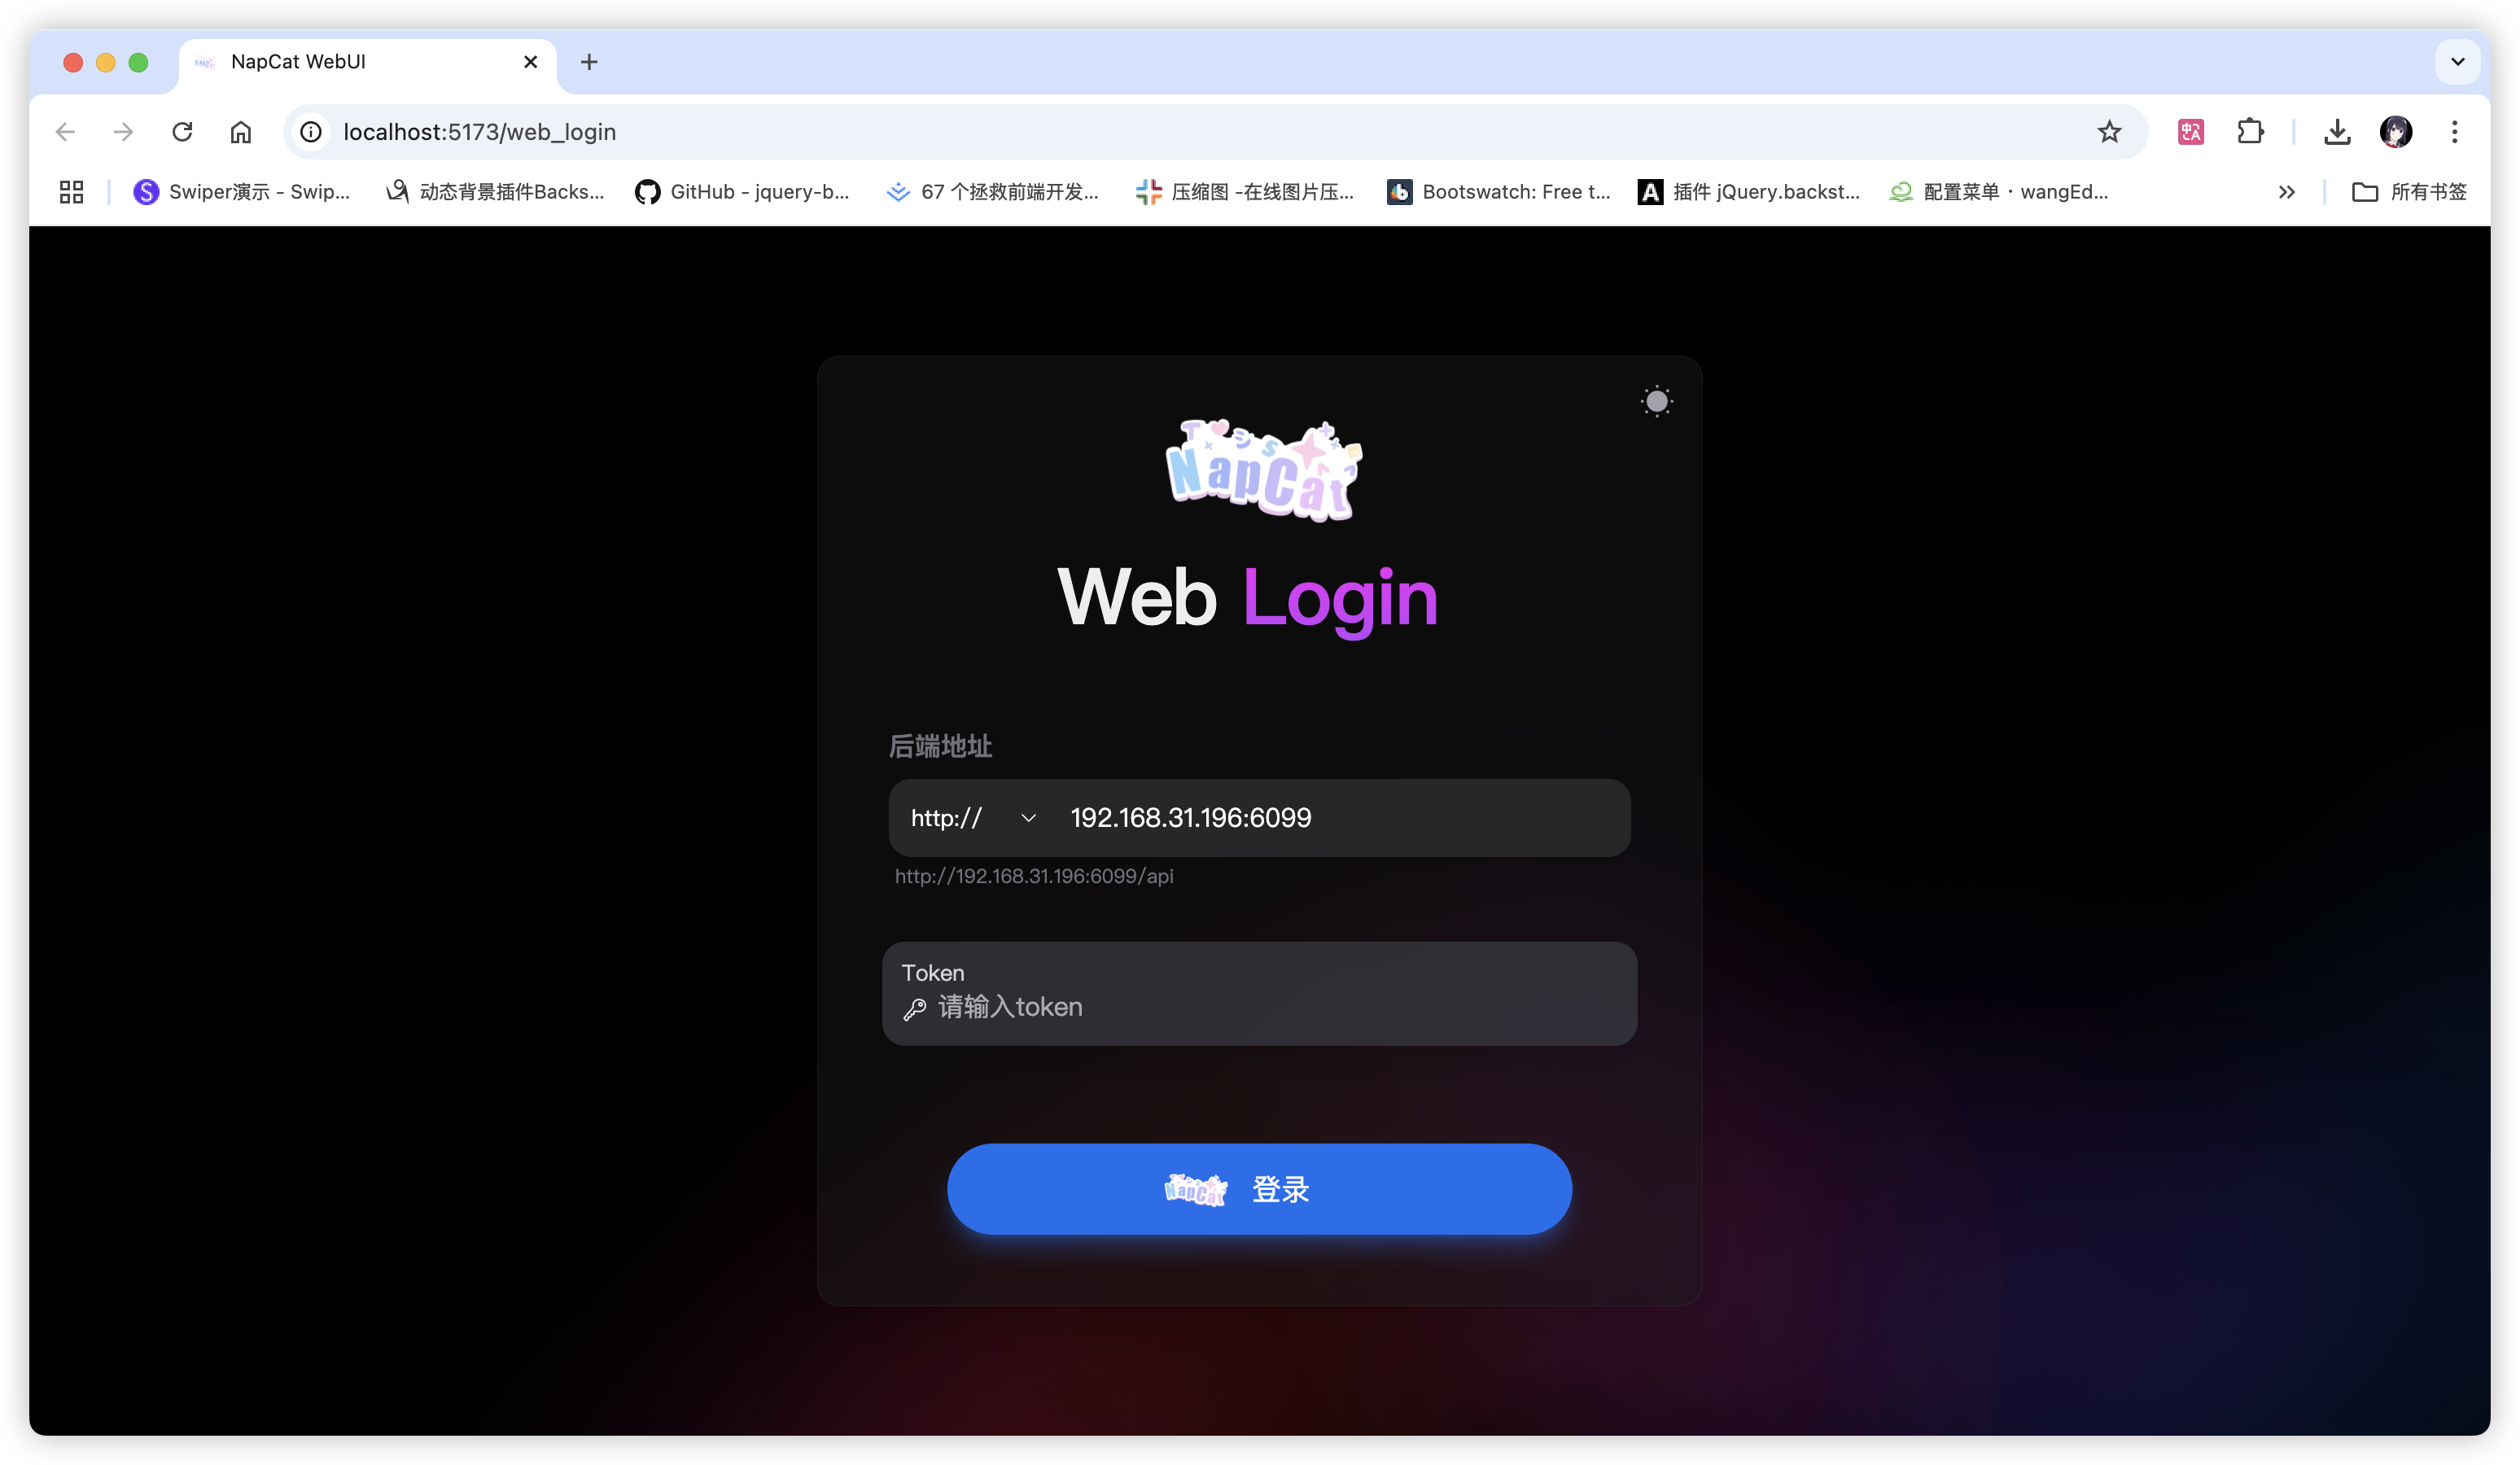 NapCat WebUI
localhost:5173/web_login
Swiper演示 - Swip... 动态背景插件Backs... GitHub - jquery-b... 67 个拯救前端开发... 压缩图 -在线图片压... Bootswatch: Free t... 插件 jQuery.backst... 配置菜单 · wangEd... 所有书签
NapCat
Web Login
后端地址
http:// 192.168.31.196:6099
http://192.168.31.196:6099/api
Token
请输入token
NapCat 登录